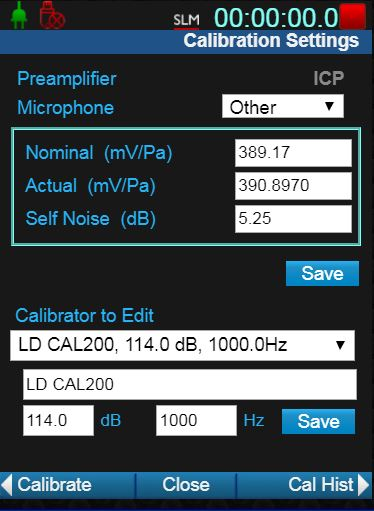 SLM 00:00:00.0
Calibration Settings
Preamplifier ICP
Microphone Other
Nominal (mV/Pa) 389.17
Actual (mV/Pa) 390.8970
Self Noise (dB) 5.25
Save
Calibrator to Edit
LD CAL200, 114.0 dB, 1000.0Hz
LD CAL200
114.0 dB 1000 Hz Save
Calibrate Close Cal Hist